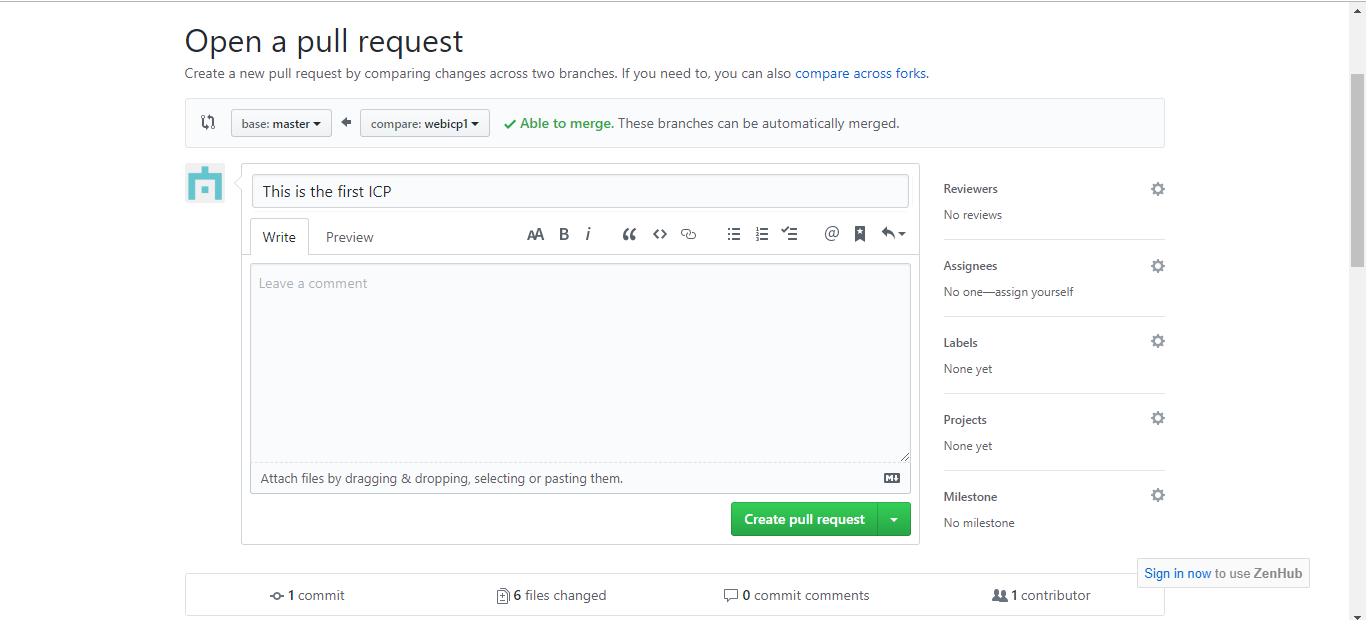 Open a pull request
Create a new pull request by comparing changes across two branches. If you need to, you can also compare across forks.
base: master compare: webicp1 Able to merge. These branches can be automatically merged.
This is the first ICP
Write Preview AA B i
Leave a comment
Attach files by dragging & dropping, selecting or pasting them.
Create pull request
Reviewers
No reviews
Assignees
No one—assign yourself
Labels
None yet
Projects
None yet
Milestone
No milestone
Sign in now to use ZenHub
1 commit 6 files changed 0 commit comments 1 contributor